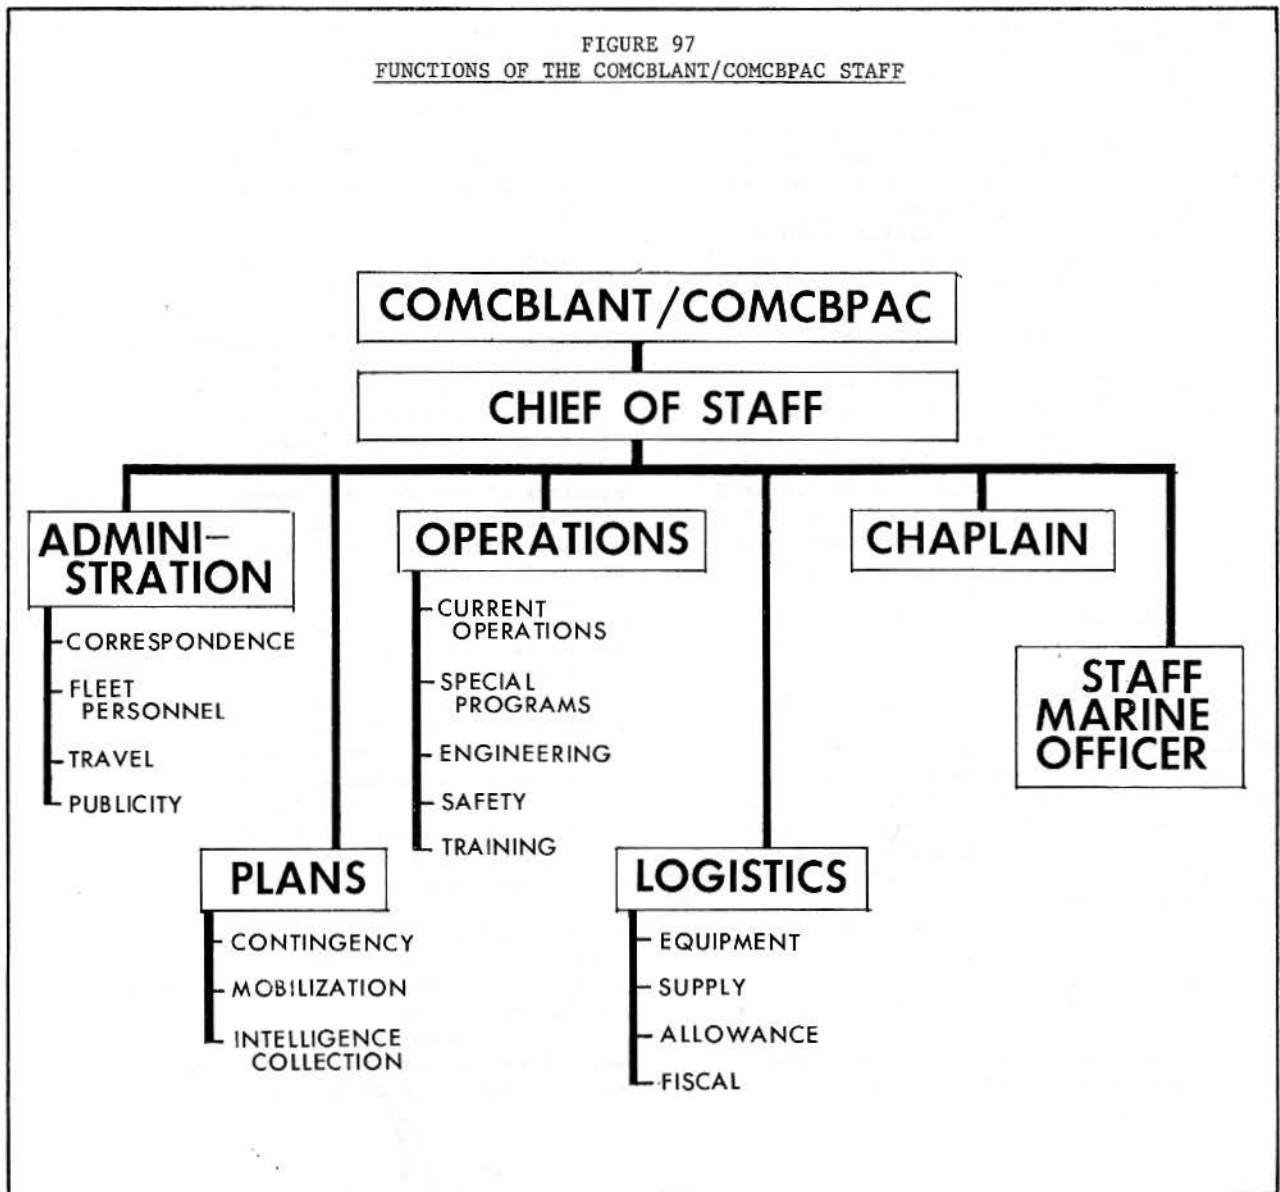 FIGURE 97
FUNCTIONS OF THE COMCBLANT/COMCBPAC STAFF
COMCBLANT/COMCBPAC
CHIEF OF STAFF
ADMINI–
STRATION
CORRESPONDENCE
FLEET
PERSONNEL
TRAVEL
PUBLICITY
PLANS
CONTINGENCY
MOBILIZATION
INTELLIGENCE
COLLECTION
OPERATIONS
CURRENT
OPERATIONS
SPECIAL
PROGRAMS
ENGINEERING
SAFETY
TRAINING
LOGISTICS
EQUIPMENT
SUPPLY
ALLOWANCE
FISCAL
CHAPLAIN
STAFF
MARINE
OFFICER